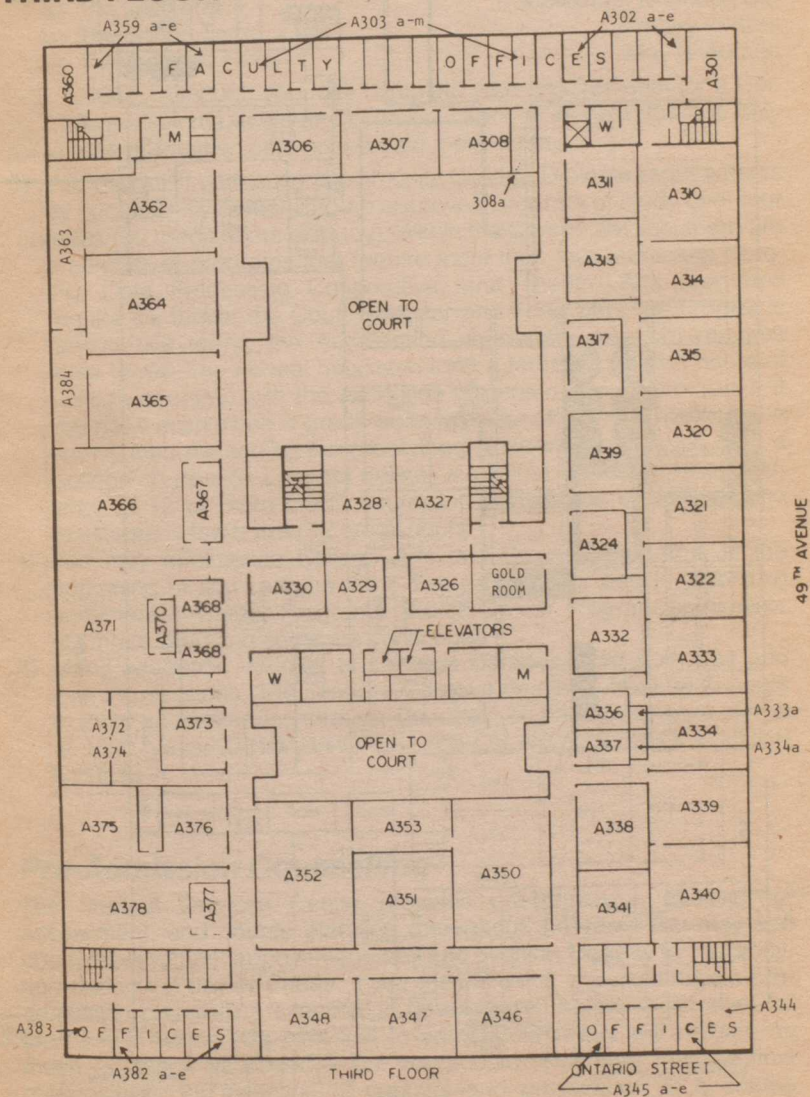 THIRD FLOOR
A359 a-e
A303 a-m
A302 a-e
A360
F A C U L T Y
O F F I C E S
A301
M
A306
A307
A308
W
308a
A311
A310
A362
A363
A313
A314
OPEN TO
COURT
A364
A317
A315
A384
A365
A319
A320
A366
A367
A328
A327
A321
A324
49TH AVENUE
A330
A329
A326
GOLD
ROOM
A322
A371
A370
A368
A368
ELEVATORS
A332
A333
W
M
A372
A374
A373
A336
A333a
A334
A337
A334a
OPEN TO
COURT
A375
A376
A353
A338
A339
A352
A351
A350
A378
A377
A341
A340
A348
A347
A346
A344
A383
O F F I C E S
O F F I C E S
A382 a-e
THIRD FLOOR
ONTARIO STREET
A345 a-e